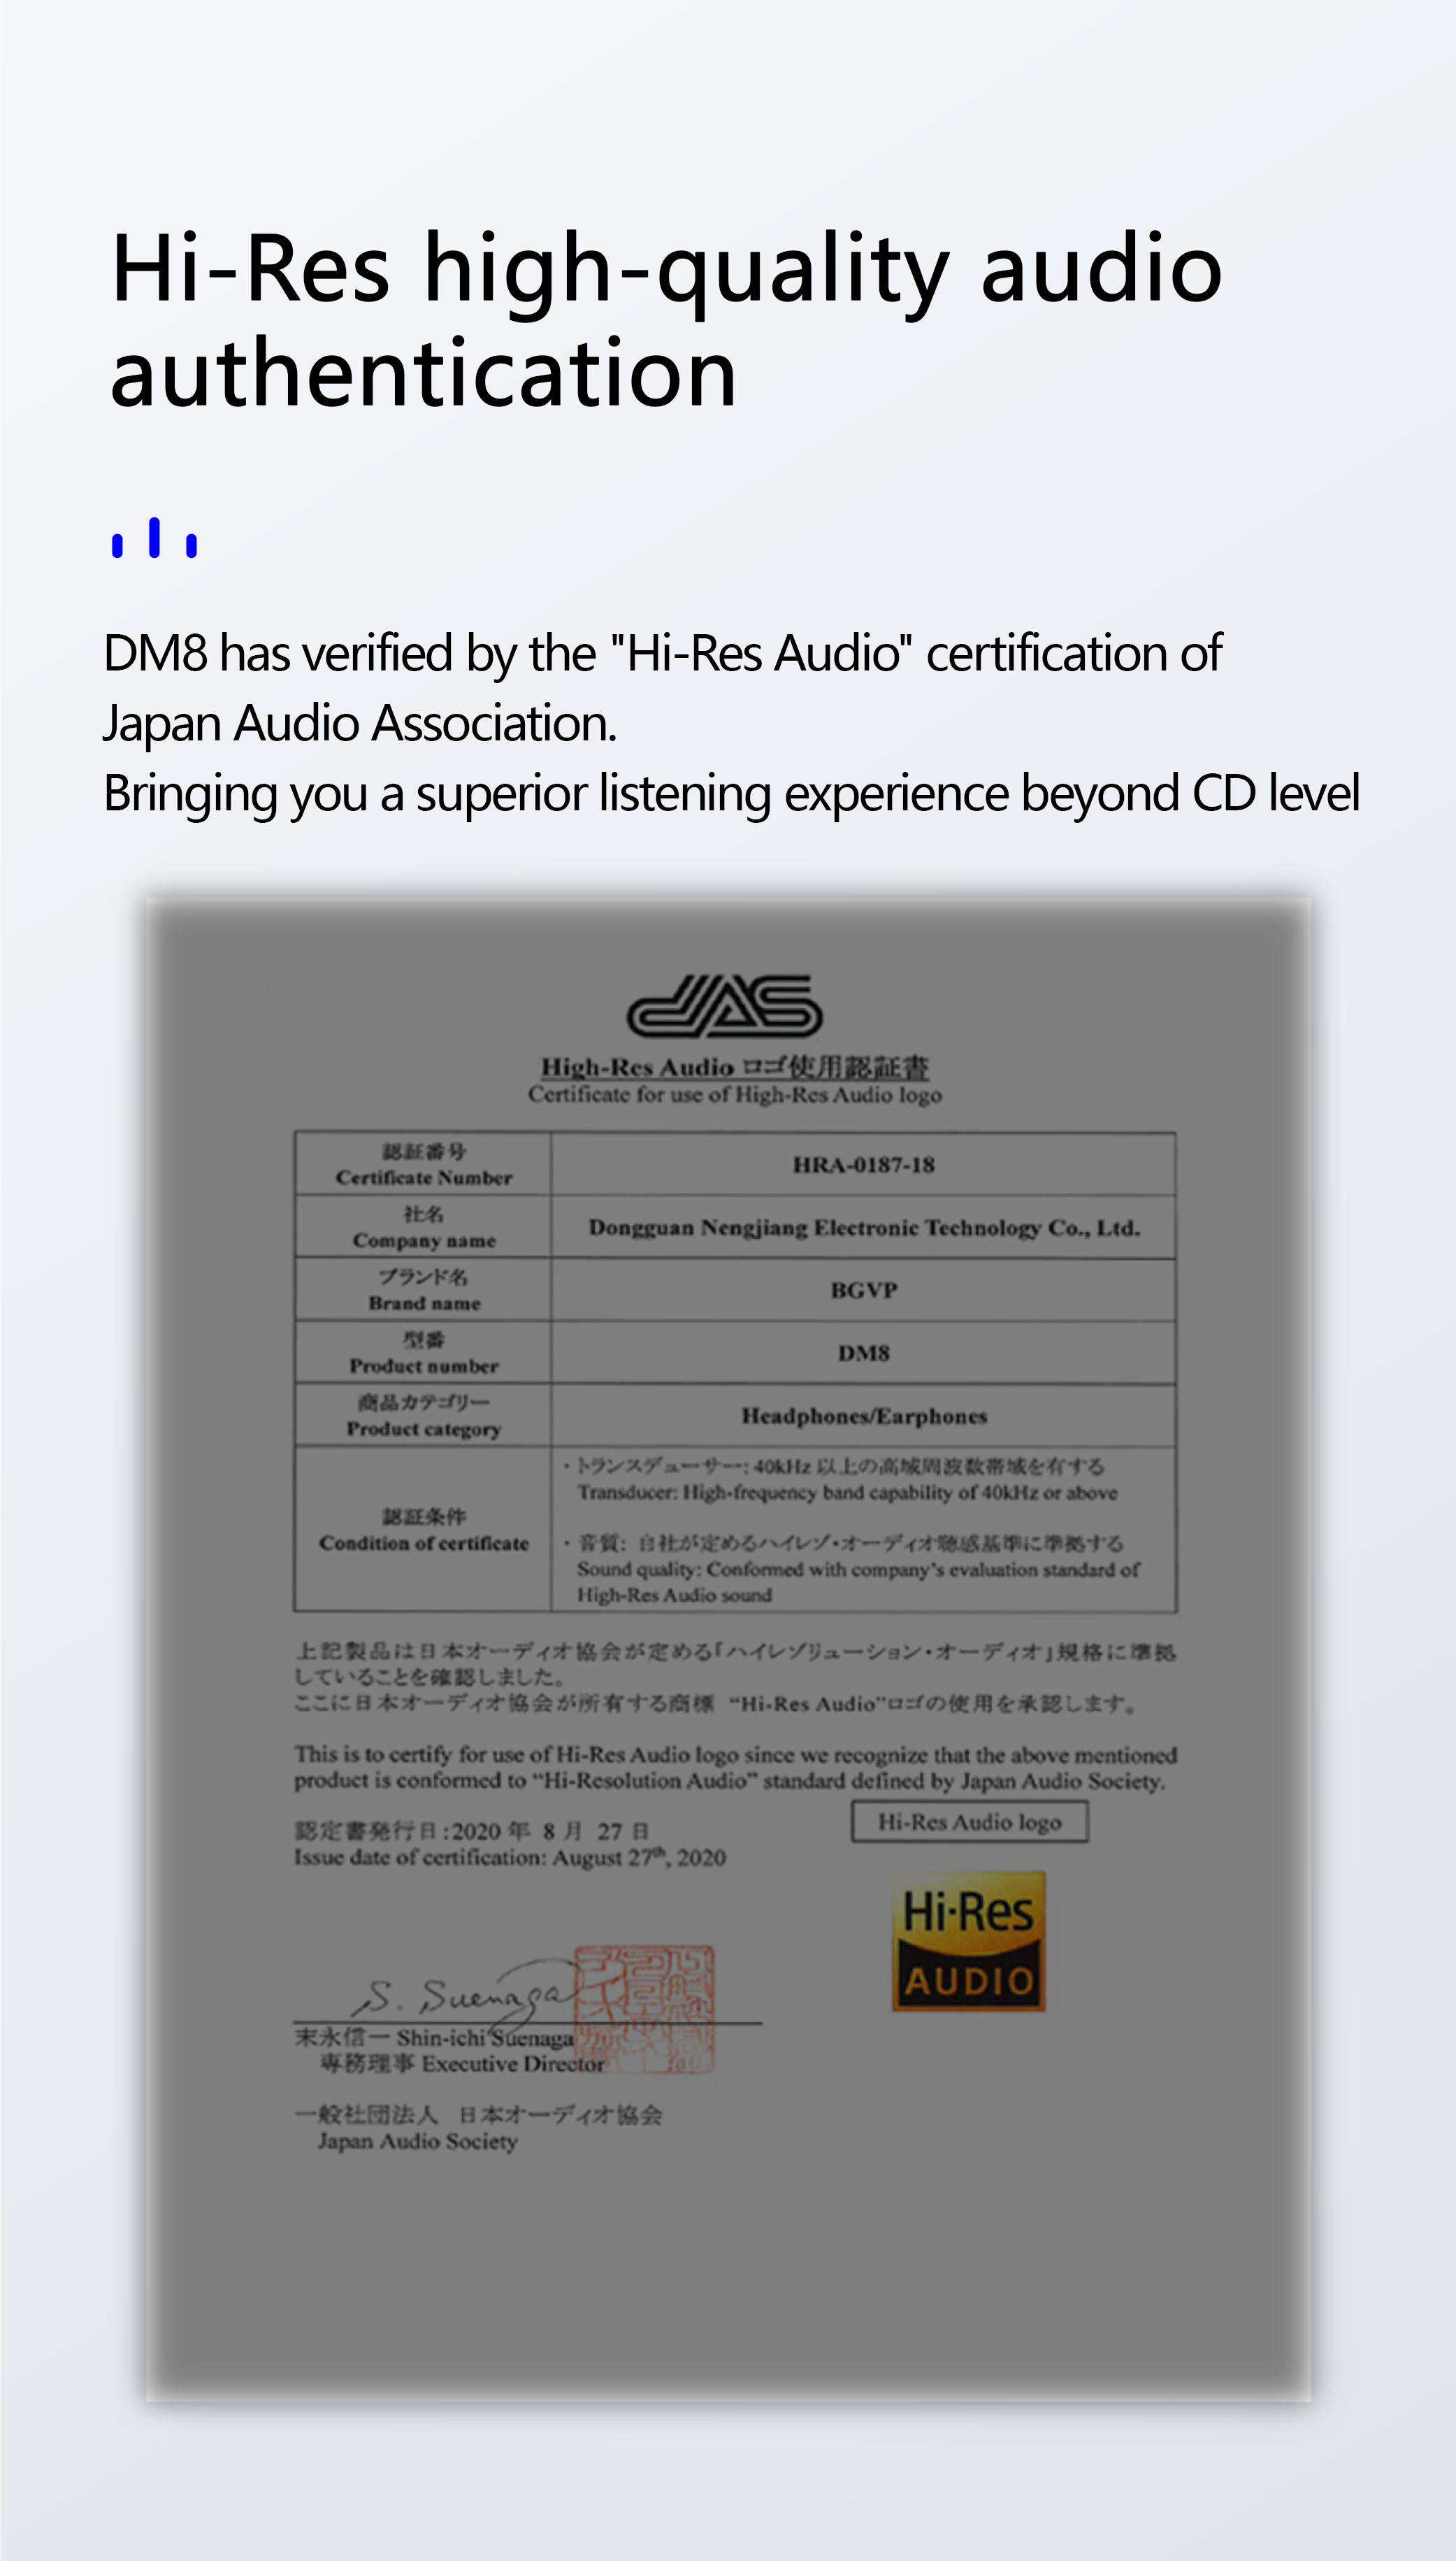 Hi-Res high-quality audio
authentication
DM8 has verified by the "Hi-Res Audio" certification of
Japan Audio Association.
Bringing you a superior listening experience beyond CD level
JAS
High-Res Audio ロゴ使用認証書
Certificate for use of High-Res Audio logo
認証番号
Certificate Number
HRA-0187-18
社名
Company name
Dongguan Nengjiang Electronic Technology Co., Ltd.
ブランド名
Brand name
BGVP
型番
Product number
DM8
商品カテゴリー
Product category
Headphones/Earphones
認証条件
Condition of certificate
・トランスデューサー: 40kHz 以上の高域周波数帯域を有する
Transducer: High-frequency band capability of 40kHz or above
・音質: 自社が定めるハイレゾ・オーディオ聴感基準に準拠する
Sound quality: Conformed with company's evaluation standard of
High-Res Audio sound
上記製品は日本オーディオ協会が定める「ハイレゾリューション・オーディオ」規格に準拠
していることを確認しました。
ここに日本オーディオ協会が所有する商標 “Hi-Res Audio”ロゴの使用を承認します。
This is to certify for use of Hi-Res Audio logo since we recognize that the above mentioned
product is conformed to “Hi-Resolution Audio” standard defined by Japan Audio Society.
認定書発行日:2020 年 8 月 27 日
Issue date of certification: August 27th, 2020
Hi-Res Audio logo
Hi-Res
AUDIO
S. Suenaga
末永信一 Shin-ichi Suenaga
専務理事 Executive Director
一般社団法人 日本オーディオ協会
Japan Audio Society